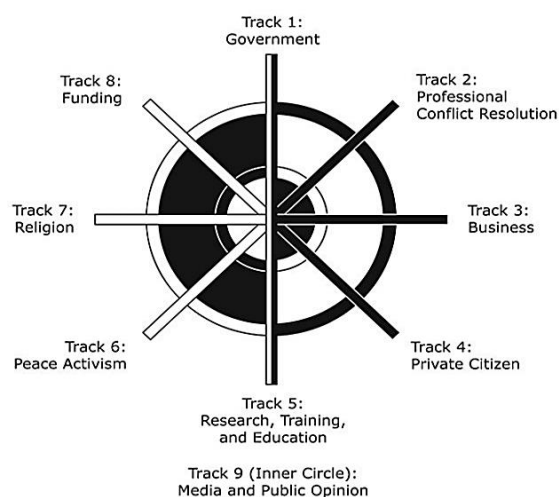 Track 1:
Government
Track 8:
Funding
Track 2:
Professional
Conflict Resolution
Track 7:
Religion
Track 3:
Business
Track 6:
Peace Activism
Track 4:
Private Citizen
Track 5:
Research, Training,
and Education
Track 9 (Inner Circle):
Media and Public Opinion